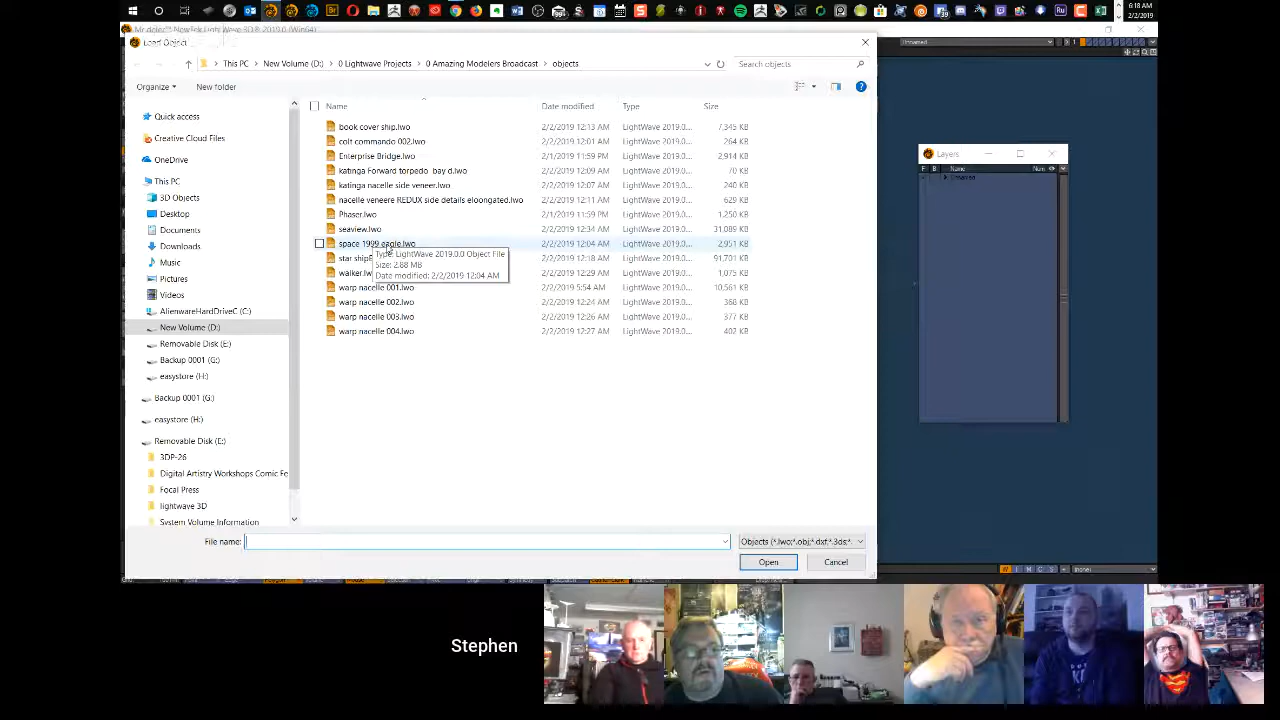 6:18 AM
2/2/2019
NewTek LightWave 3D® 2019.0 (Win64)
Load Object
Unnamed
This PC > New Volume (D:) > 0 Lightwave Projects > 0 Amazing Modelers Broadcast > objects
Search objects
Organize
New folder
Name Date modified Type Size
book cover ship.lwo 2/2/2019 12:13 AM LightWave 2019.0... 7,345 KB
colt commando 002.lwo 2/2/2019 12:01 AM LightWave 2019.0... 264 KB
Enterprise Bridge.lwo 2/1/2019 11:59 PM LightWave 2019.0... 2,914 KB
katinga Forward torpedo bay d.lwo 2/2/2019 12:08 AM LightWave 2019.0... 70 KB
katinga nacelle side veneer.lwo 2/2/2019 12:07 AM LightWave 2019.0... 240 KB
nacelle veneere REDUX side details eloongated.lwo 2/2/2019 12:11 AM LightWave 2019.0... 629 KB
Phaser.lwo 2/1/2019 11:59 PM LightWave 2019.0... 1,250 KB
seaview.lwo 2/2/2019 12:34 AM LightWave 2019.0... 31,089 KB
space 1999 eagle.lwo 2/2/2019 12:04 AM LightWave 2019.0... 2,951 KB
2/2/2019 12:18 AM LightWave 2019.0... 91,701 KB
2/2/2019 12:29 AM LightWave 2019.0... 1,075 KB
warp nacelle 001.lwo 2/2/2019 5:54 AM LightWave 2019.0... 10,561 KB
warp nacelle 002.lwo 2/2/2019 12:24 AM LightWave 2019.0... 368 KB
warp nacelle 003.lwo 2/2/2019 12:26 AM LightWave 2019.0... 377 KB
warp nacelle 004.lwo 2/2/2019 12:27 AM LightWave 2019.0... 402 KB
Type: LightWave 2019.0.0 Object File
Size: 2.88 MB
Date modified: 2/2/2019 12:04 AM
Quick access
Creative Cloud Files
OneDrive
This PC
3D Objects
Desktop
Documents
Downloads
Music
Pictures
Videos
AlienwareHardDriveC (C:)
New Volume (D:)
Removable Disk (E:)
Backup 0001 (G:)
easystore (H:)
Backup 0001 (G:)
easystore (H:)
Removable Disk (E:)
3DP-26
Digital Artistry Workshops Comic Fe
Focal Press
lightwave 3D
System Volume Information
File name:
Objects (*.lwo;*.obj;*.dxf;*.3ds;*.
Open
Cancel
Layers
F B Name Num
Unnamed
W T M C S
(none)
Stephen